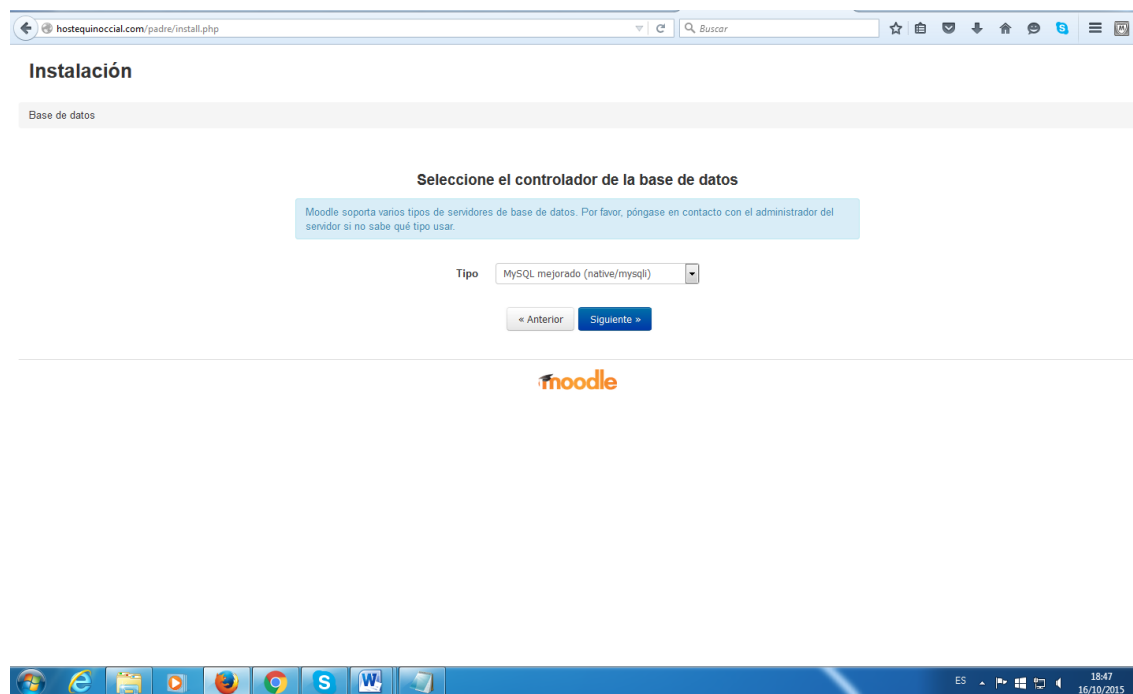 hostequinoccial.com/padre/install.php
Buscar
Instalación
Base de datos
Seleccione el controlador de la base de datos
Moodle soporta varios tipos de servidores de base de datos. Por favor, póngase en contacto con el administrador del
servidor si no sabe qué tipo usar.
Tipo MySQL mejorado (native/mysqli)
« Anterior Siguiente »
moodle
ES 18:47
16/10/2015